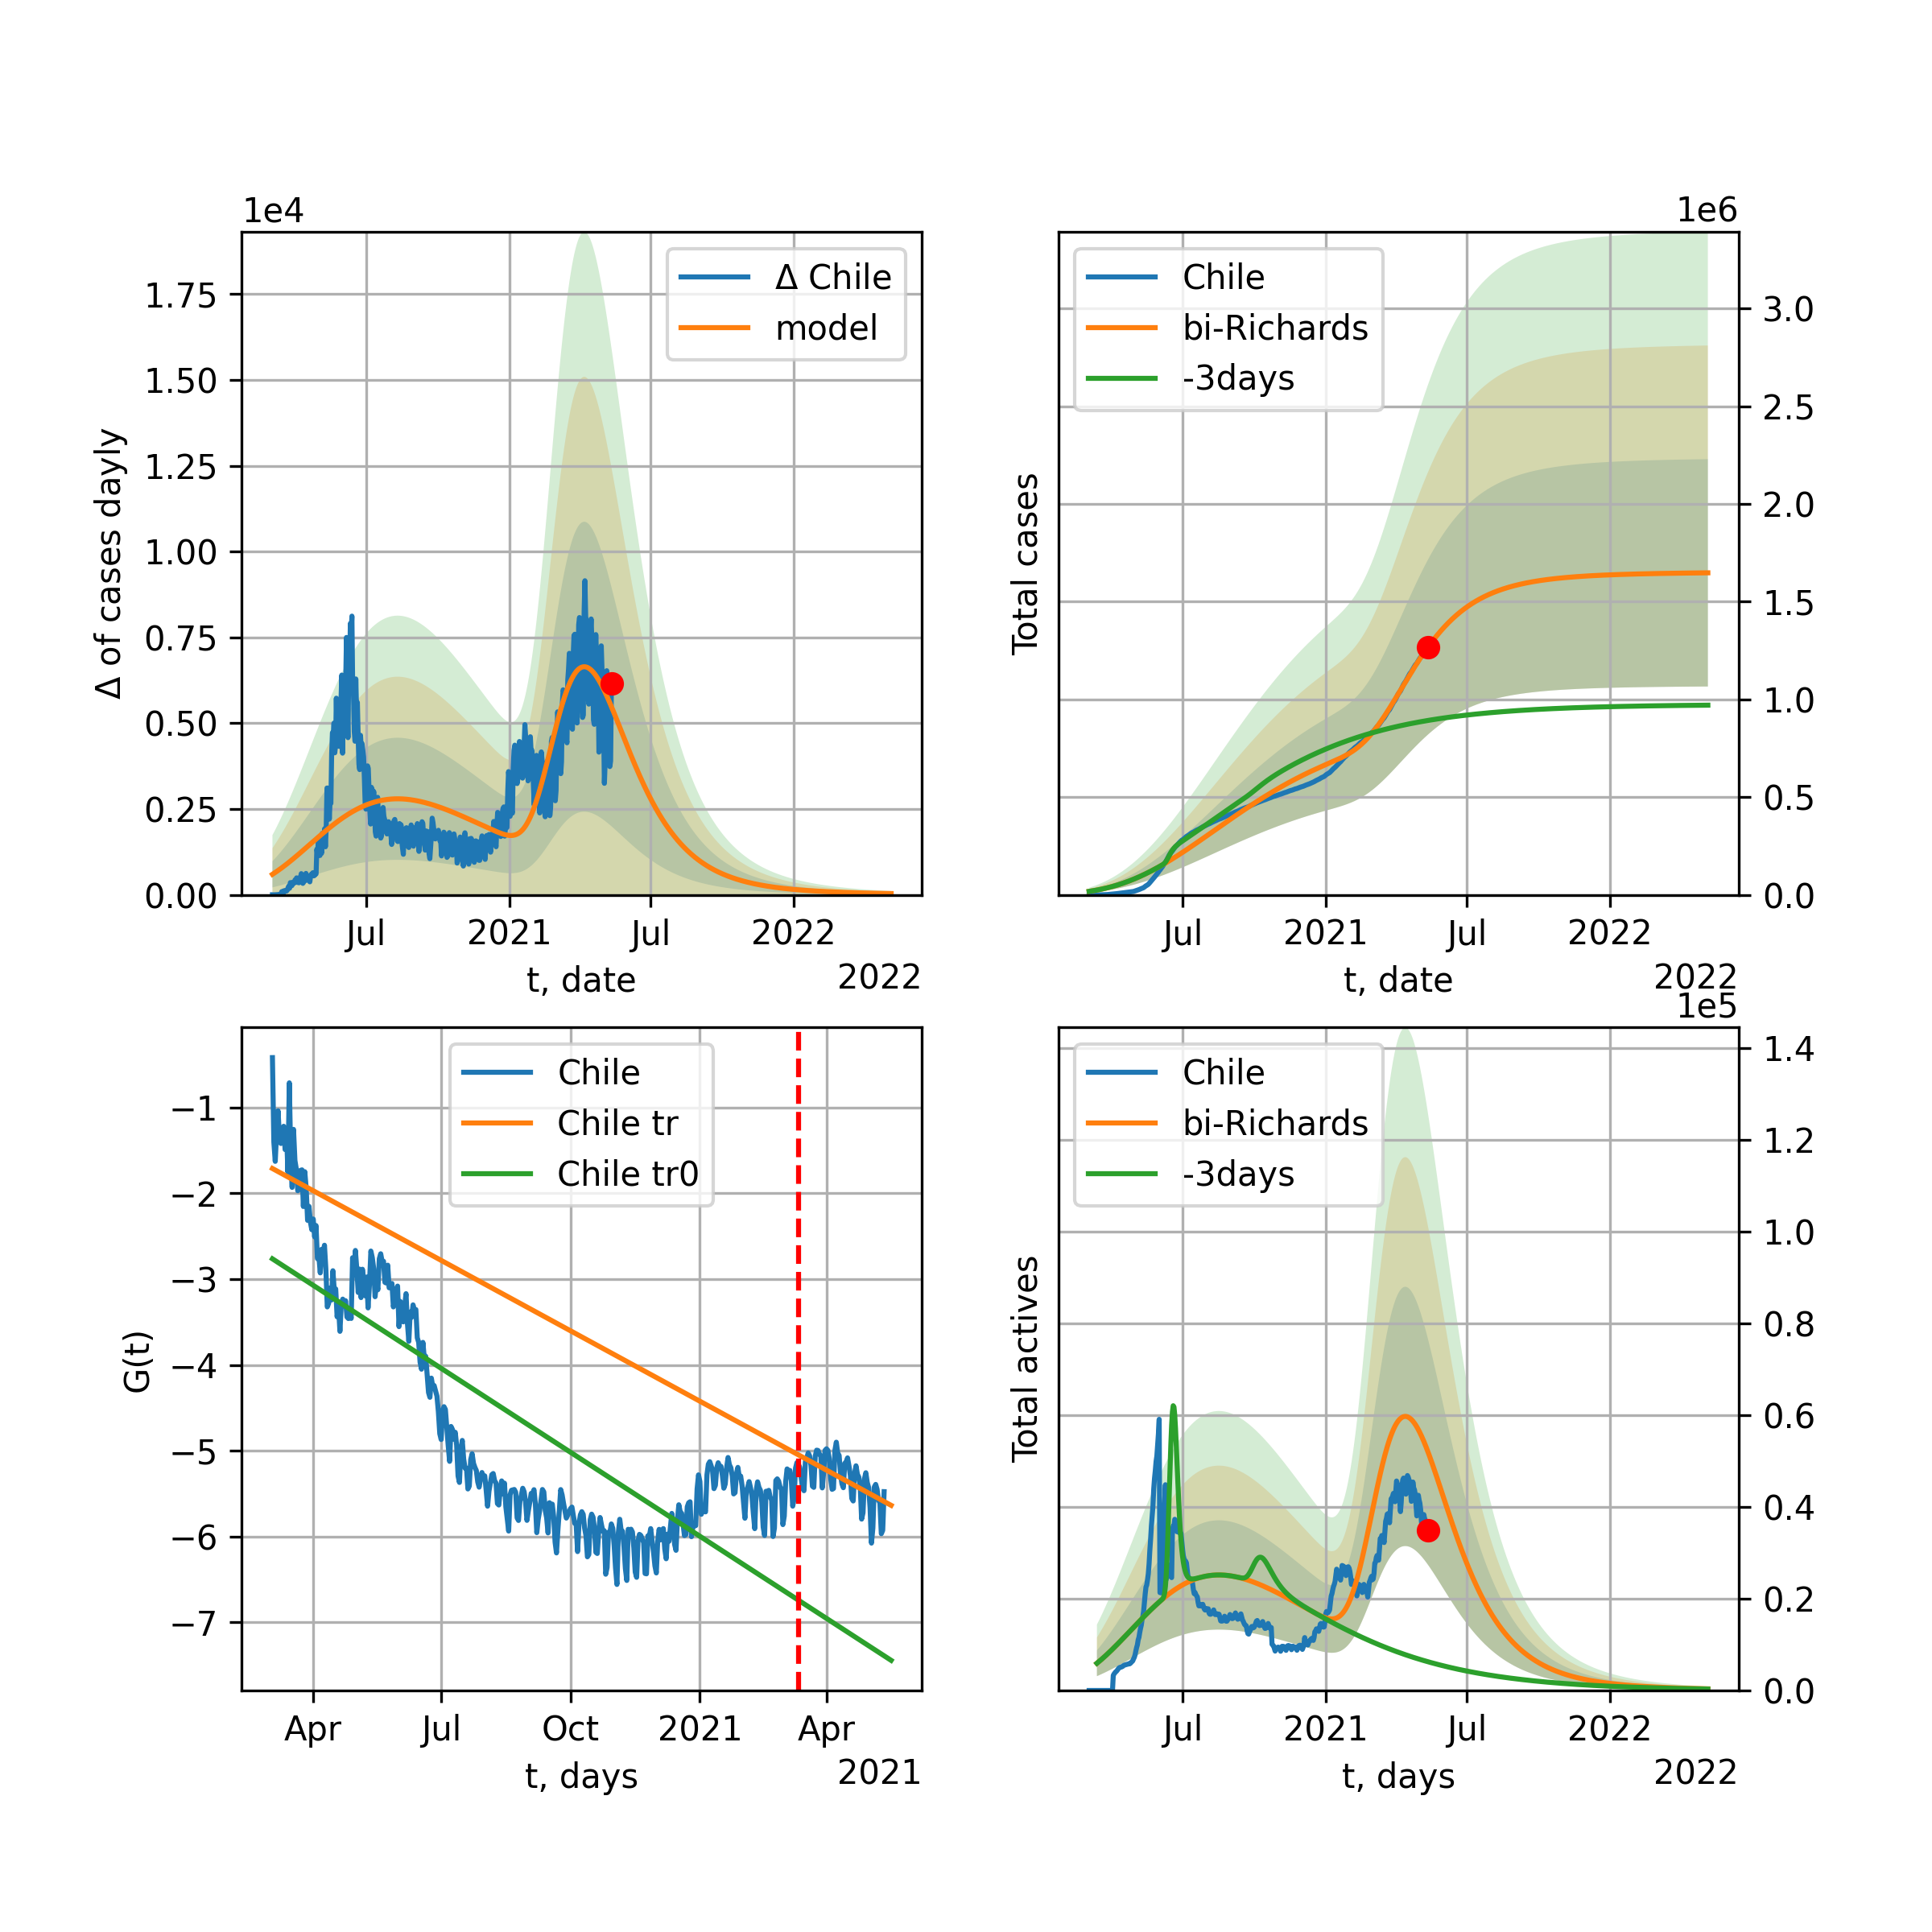 1e4
Δ of cases dayly
1.75
1.50
1.25
1.00
0.75
0.50
0.25
0.00
Δ Chile
model
Jul
2021
Jul
2022
t, date
2022
1e6
Total cases
Chile
bi-Richards
-3days
3.0
2.5
2.0
1.5
1.0
0.5
0.0
Jul
2021
Jul
2022
t, date
2022
G(t)
−1
−2
−3
−4
−5
−6
−7
Chile
Chile tr
Chile tr0
Apr
Jul
Oct
2021
Apr
t, days
2021
1e5
Total actives
Chile
bi-Richards
-3days
1.4
1.2
1.0
0.8
0.6
0.4
0.2
0.0
Jul
2021
Jul
2022
t, days
2022